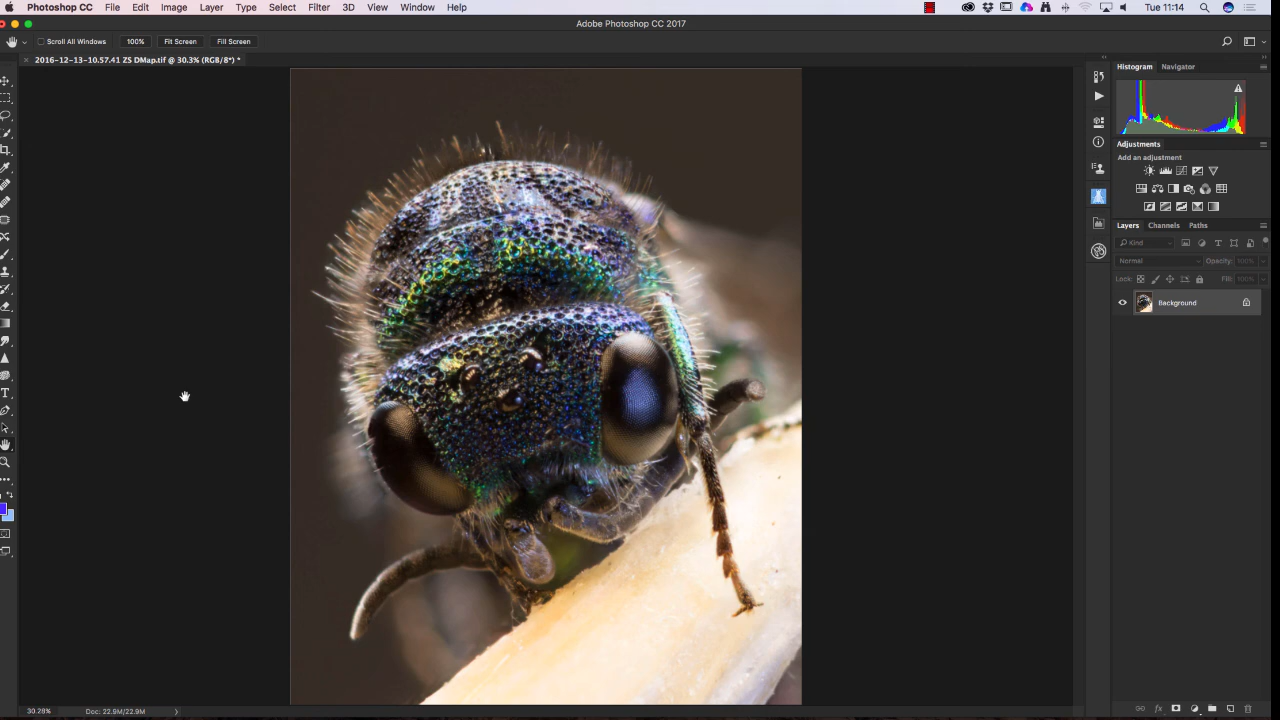 Photoshop CC File Edit Image Layer Type Select Filter 3D View Window Help Tue 11:14
Adobe Photoshop CC 2017
Scroll All Windows 100% Fit Screen Fill Screen
× 2016-12-13-10.57.41 ZS DMap.tif @ 30.3% (RGB/8*) *
Histogram Navigator
Adjustments
Add an adjustment
Layers Channels Paths
Kind
Normal Opacity: 100%
Lock: Fill: 100%
Background
30.28% Doc: 22.9M/22.9M